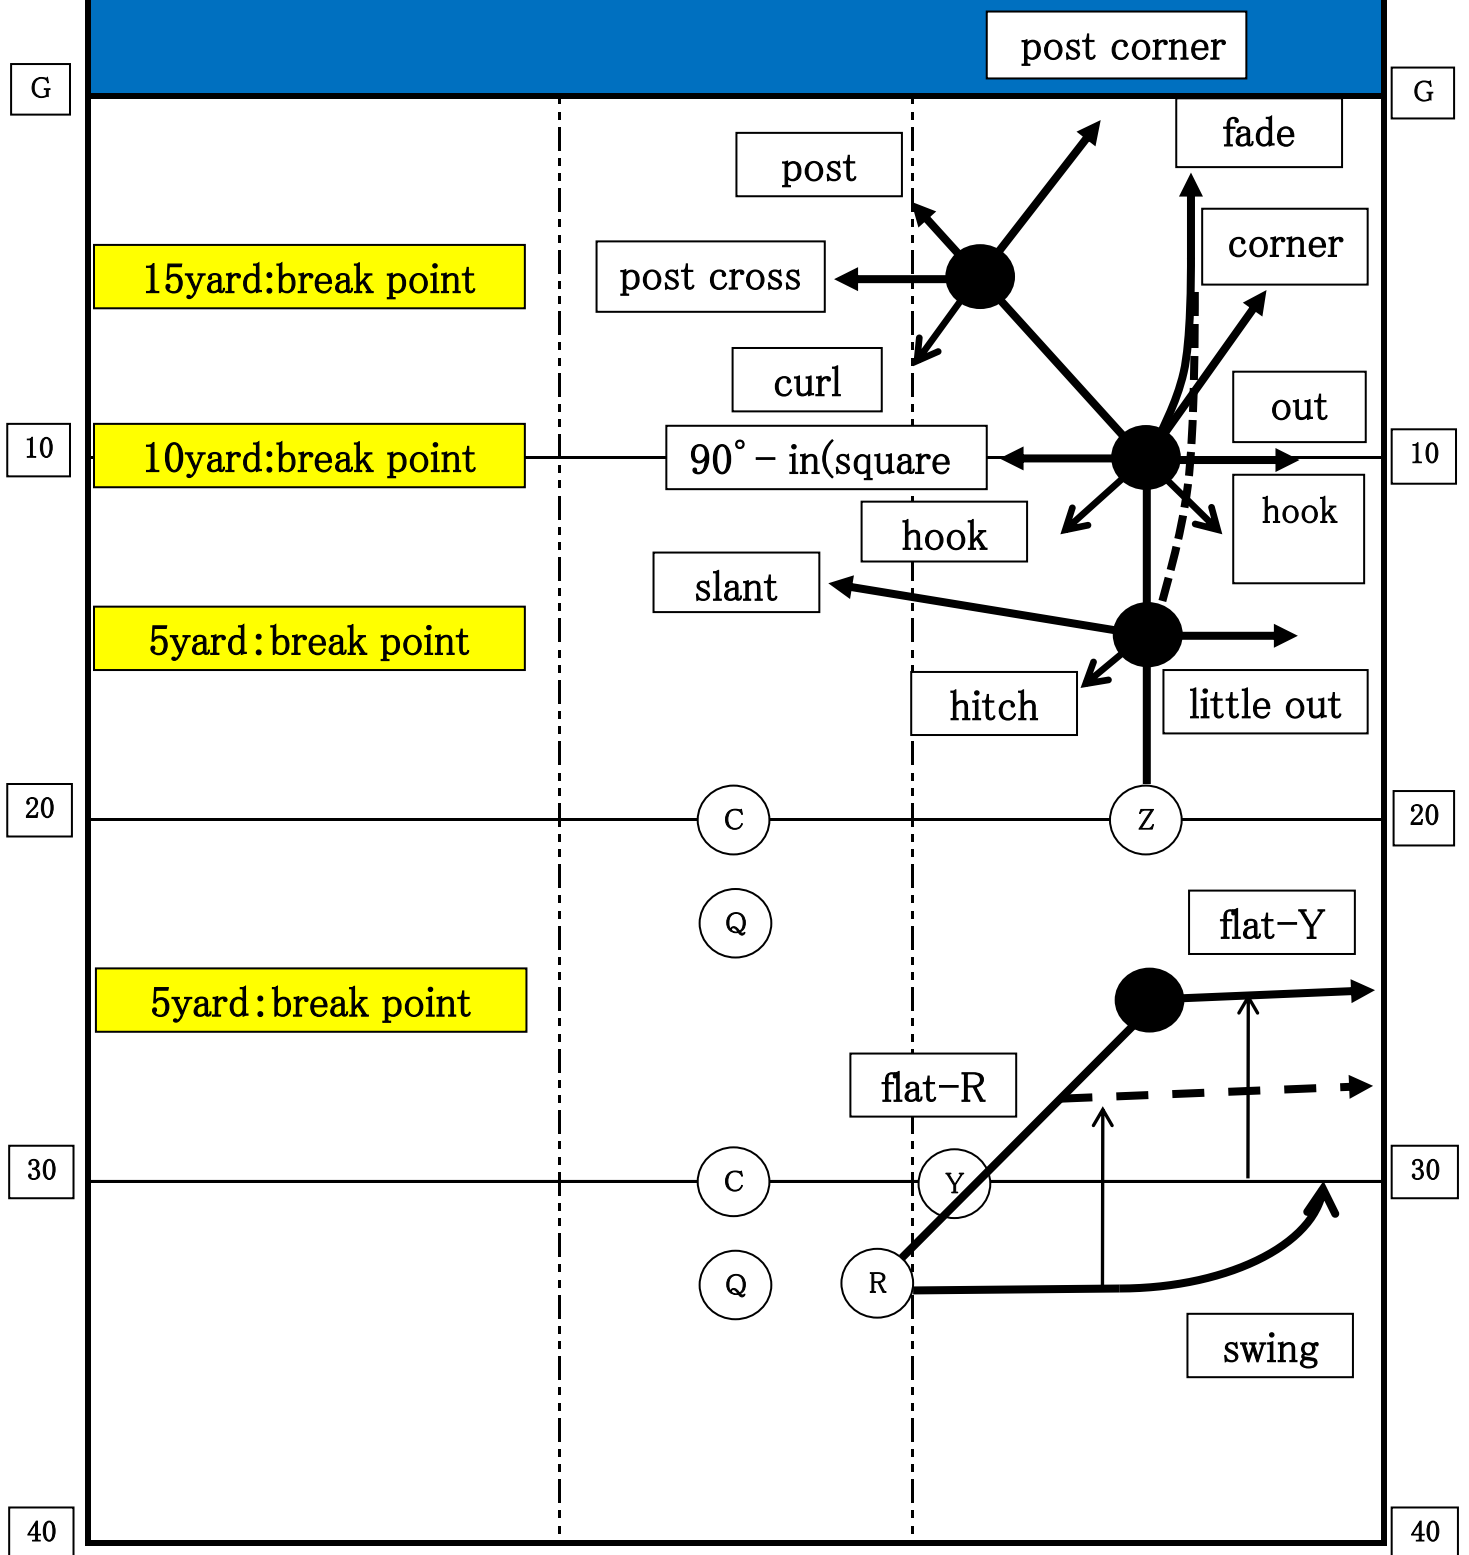 post corner
G
G
fade
post
corner
post cross
15yard:break point
curl
out
10
10yard:break point
90°－in(square
10
hook
hook
slant
5yard：break point
hitch
little out
20
C
Z
20
Q
flat-Y
5yard：break point
flat-R
30
C
Y
30
Q
R
swing
40
40